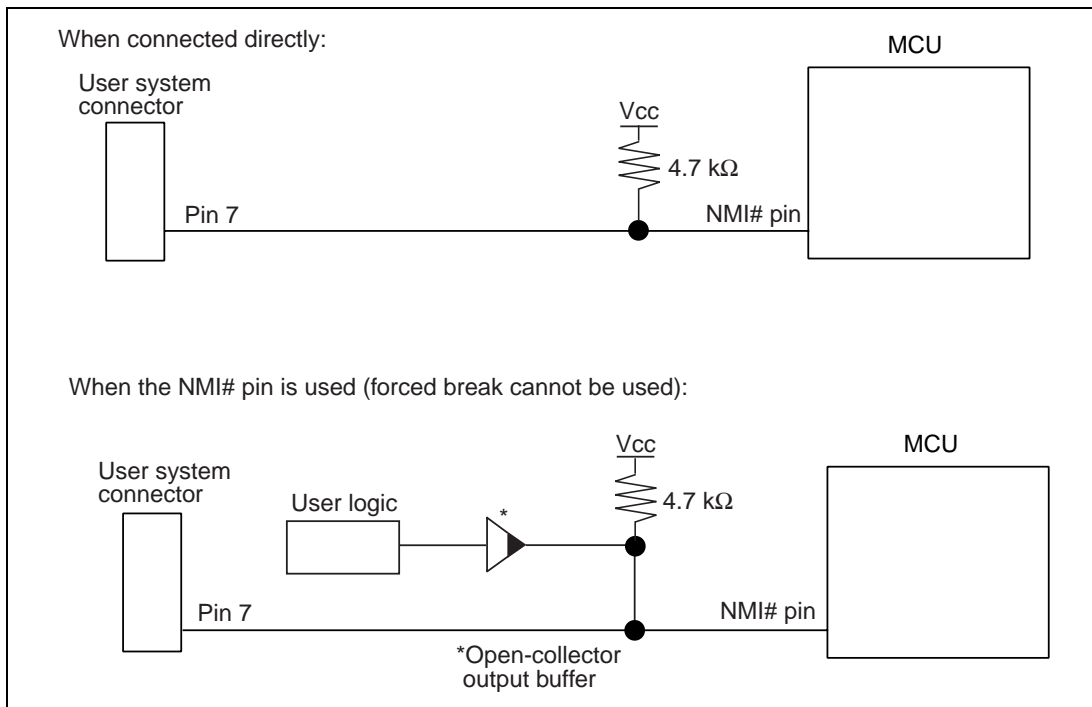 When connected directly:
MCU
User system
connector
Vcc
4.7 kΩ
Pin 7
NMI# pin
When the NMI# pin is used (forced break cannot be used):
Vcc
MCU
User system
connector
User logic
*
4.7 kΩ
Pin 7
NMI# pin
*Open-collector
output buffer